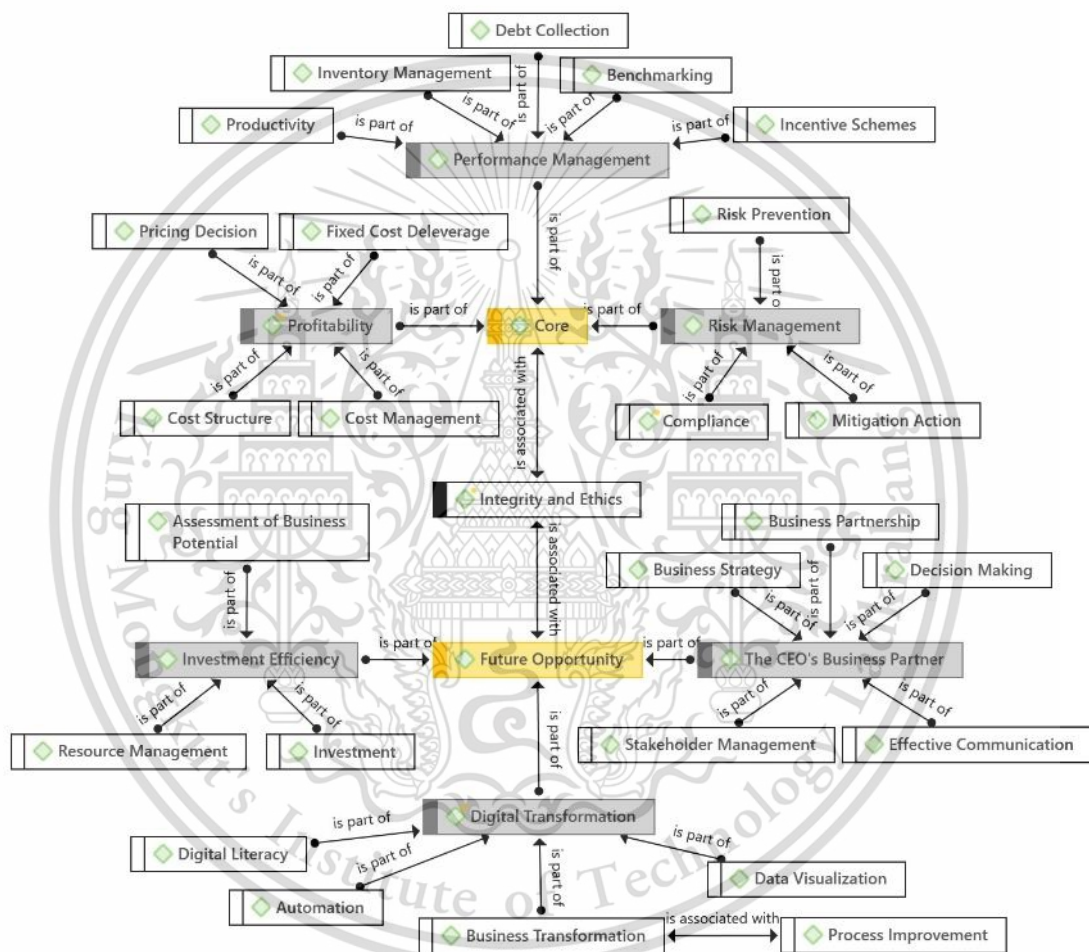 Debt Collection
Inventory Management
Benchmarking
is part of
is part of
is part of
Productivity
is part of
is part of
Incentive Schemes
Performance Management
Risk Prevention
Pricing Decision
Fixed Cost Deleverage
is part of
is part of
is part of
is part of
Profitability
is part of
Core
is part of
Risk Management
is part of
is part of
is part of
is part of
is associated with
Cost Structure
Cost Management
Compliance
Mitigation Action
Integrity and Ethics
Assessment of Business
Potential
Business Partnership
is associated with
Business Strategy
Decision Making
is part of
is part of
is part of
is part of
Investment Efficiency
is part of
Future Opportunity
is part of
The CEO's Business Partner
is part of
is part of
is part of
is part of
is part of
Resource Management
Investment
Stakeholder Management
Effective Communication
Digital Transformation
is part of
is part of
Digital Literacy
is part of
is part of
Data Visualization
Automation
is associated with
Business Transformation
Process Improvement
King Mongkut's Institute of Technology Ladkrabang